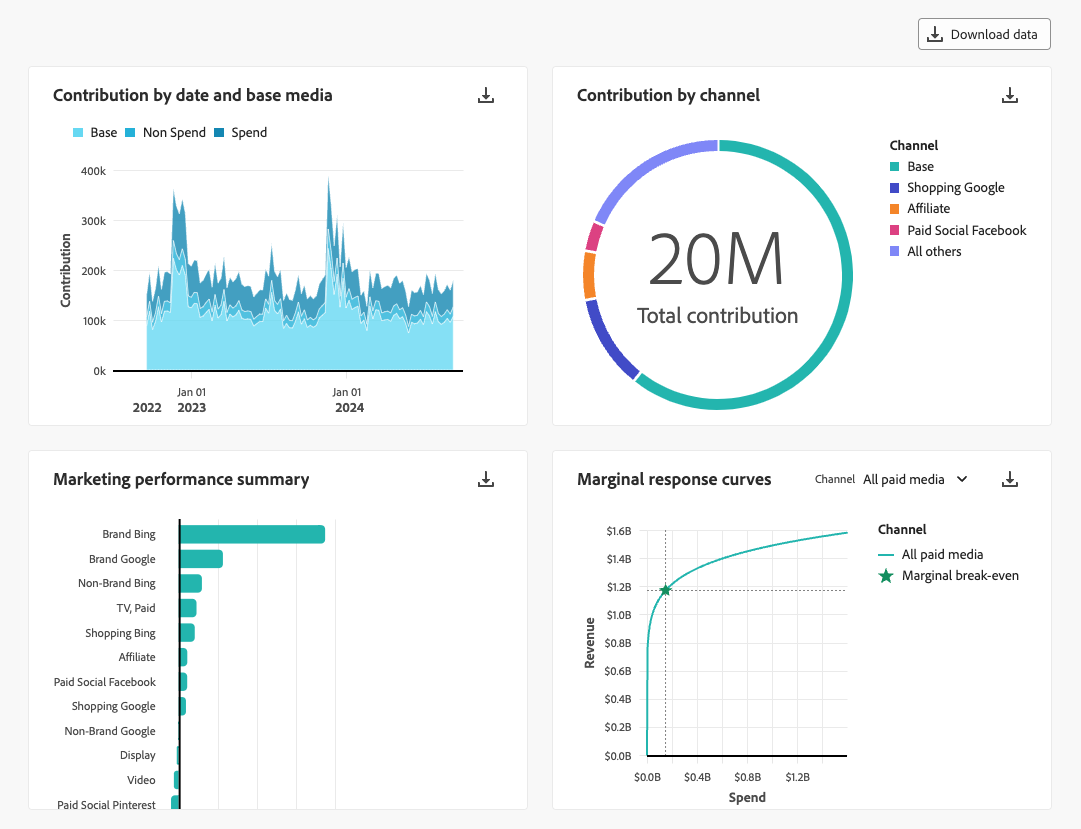 Download data
Contribution by date and base media
Base Non Spend Spend
400k
300k
200k
100k
0k
Contribution
Jan 01 Jan 01
2022 2023 2024
Contribution by channel
20M
Total contribution
Channel
Base
Shopping Google
Affiliate
Paid Social Facebook
All others
Marketing performance summary
Brand Bing
Brand Google
Non-Brand Bing
TV, Paid
Shopping Bing
Affiliate
Paid Social Facebook
Shopping Google
Non-Brand Google
Display
Video
Paid Social Pinterest
Marginal response curves
Channel All paid media
$1.6B
$1.4B
$1.2B
$1.0B
$0.8B
$0.6B
$0.4B
$0.2B
$0.0B
Revenue
$0.0B $0.4B $0.8B $1.2B
Spend
Channel
All paid media
Marginal break-even